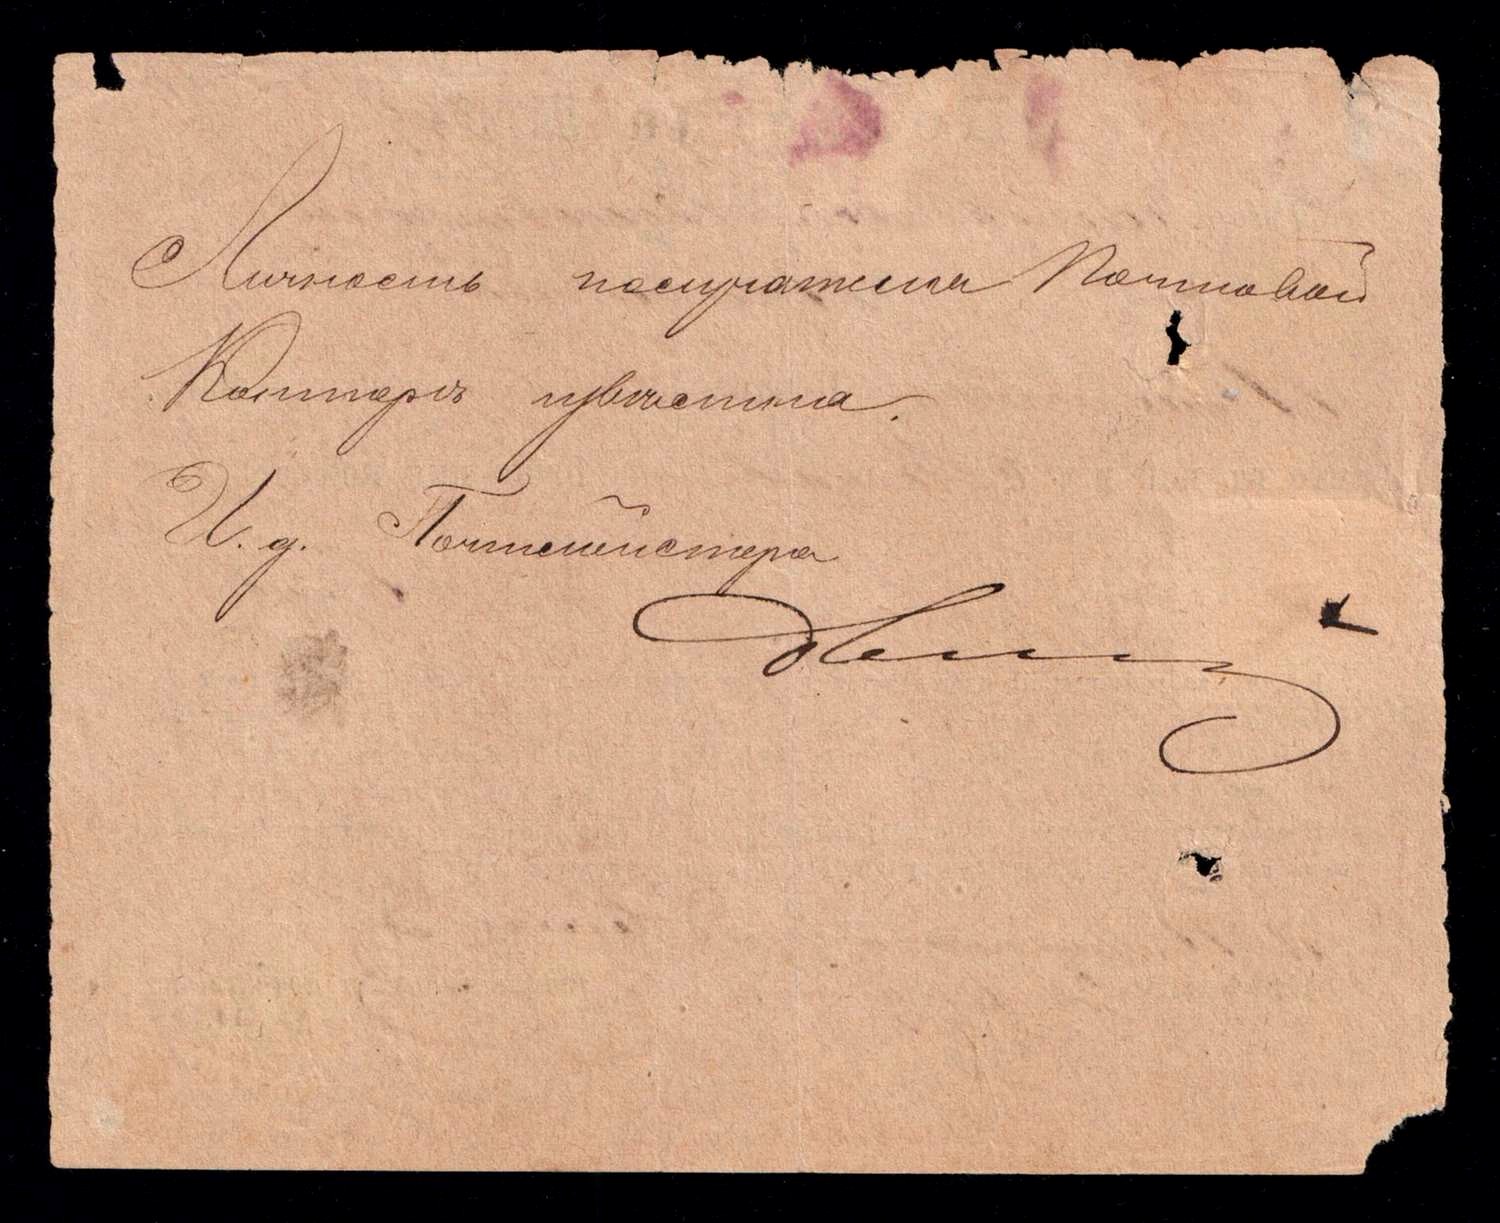 Личность получателя Почтовой
Конторѣ извѣстна.
И. д. Почтмейстера